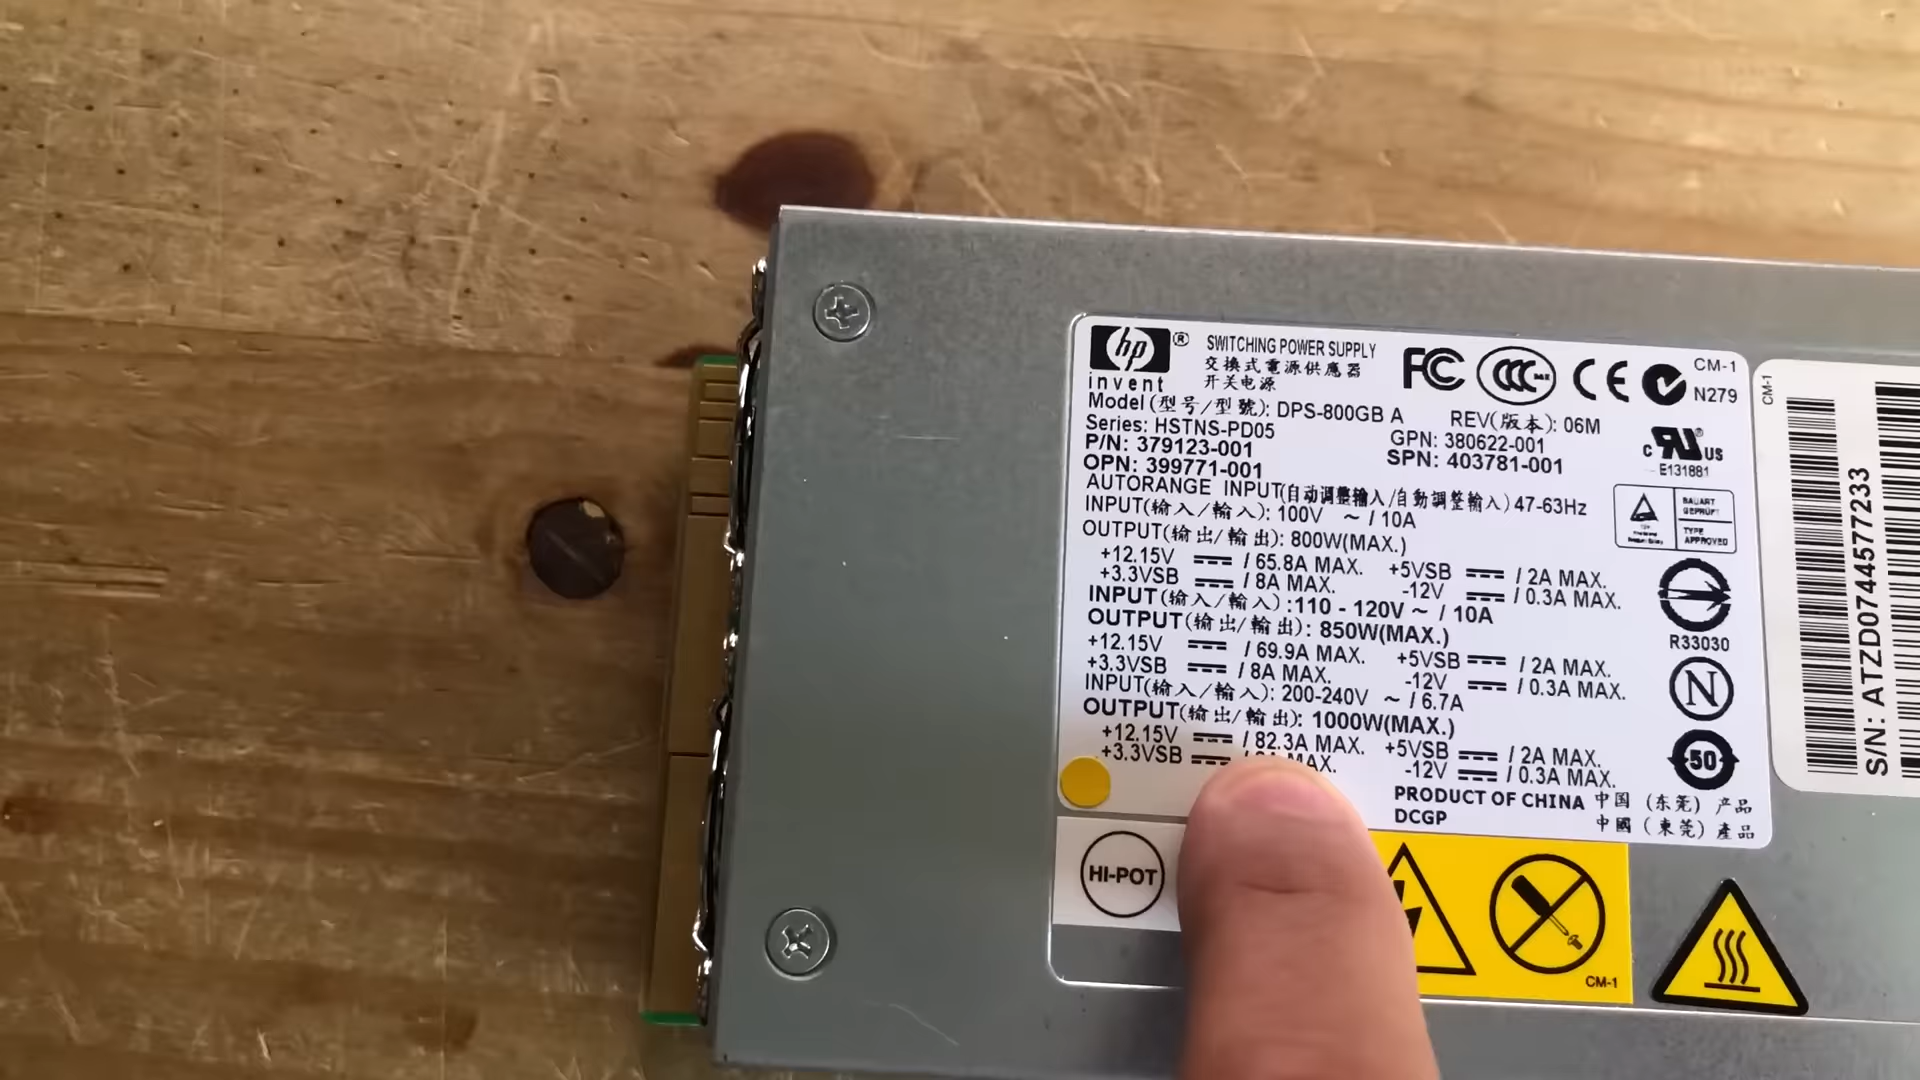 hp ® SWITCHING POWER SUPPLY
交換式電源供應器
invent 开关电源
FC CCC CE CM-1
N279
Model (型号/型號): DPS-800GB A REV(版本): 06M
Series: HSTNS-PD05 GPN: 380622-001
P/N: 379123-001 SPN: 403781-001
OPN: 399771-001
c RU US
E131881
AUTORANGE INPUT(自动调整输入/自動調整輸入) 47-63Hz
INPUT(输入/輸入): 100V ~ / 10A
OUTPUT(输出/輸出): 800W(MAX.)
+12.15V / 65.8A MAX. +5VSB / 2A MAX.
+3.3VSB / 8A MAX. -12V / 0.3A MAX.
INPUT(输入/輸入):110 - 120V ~ / 10A
OUTPUT(输出/輸出): 850W(MAX.)
+12.15V / 69.9A MAX. +5VSB / 2A MAX.
+3.3VSB / 8A MAX. -12V / 0.3A MAX.
INPUT(输入/輸入): 200-240V ~ / 6.7A
OUTPUT(输出/輸出): 1000W(MAX.)
+12.15V / 82.3A MAX. +5VSB / 2A MAX.
+3.3VSB / MAX. -12V / 0.3A MAX.
PRODUCT OF CHINA 中国 (东莞) 产品
DCGP 中國 (東莞) 產品
BAUART
GEPRÜFT
TYPE
APPROVED
R33030
N
50
HI-POT
CM-1
CM-1
S/N: ATZD0744577233